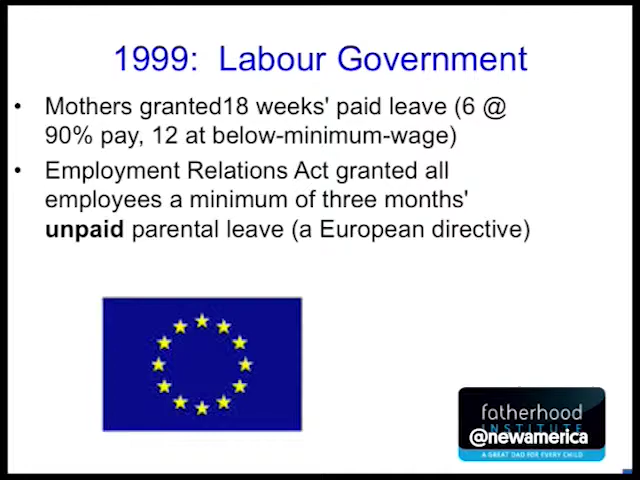 1999: Labour Government
• Mothers granted18 weeks' paid leave (6 @
90% pay, 12 at below-minimum-wage)
• Employment Relations Act granted all
employees a minimum of three months'
unpaid parental leave (a European directive)
fatherhood
INSTITUTE
@newamerica
A GREAT DAD FOR EVERY CHILD